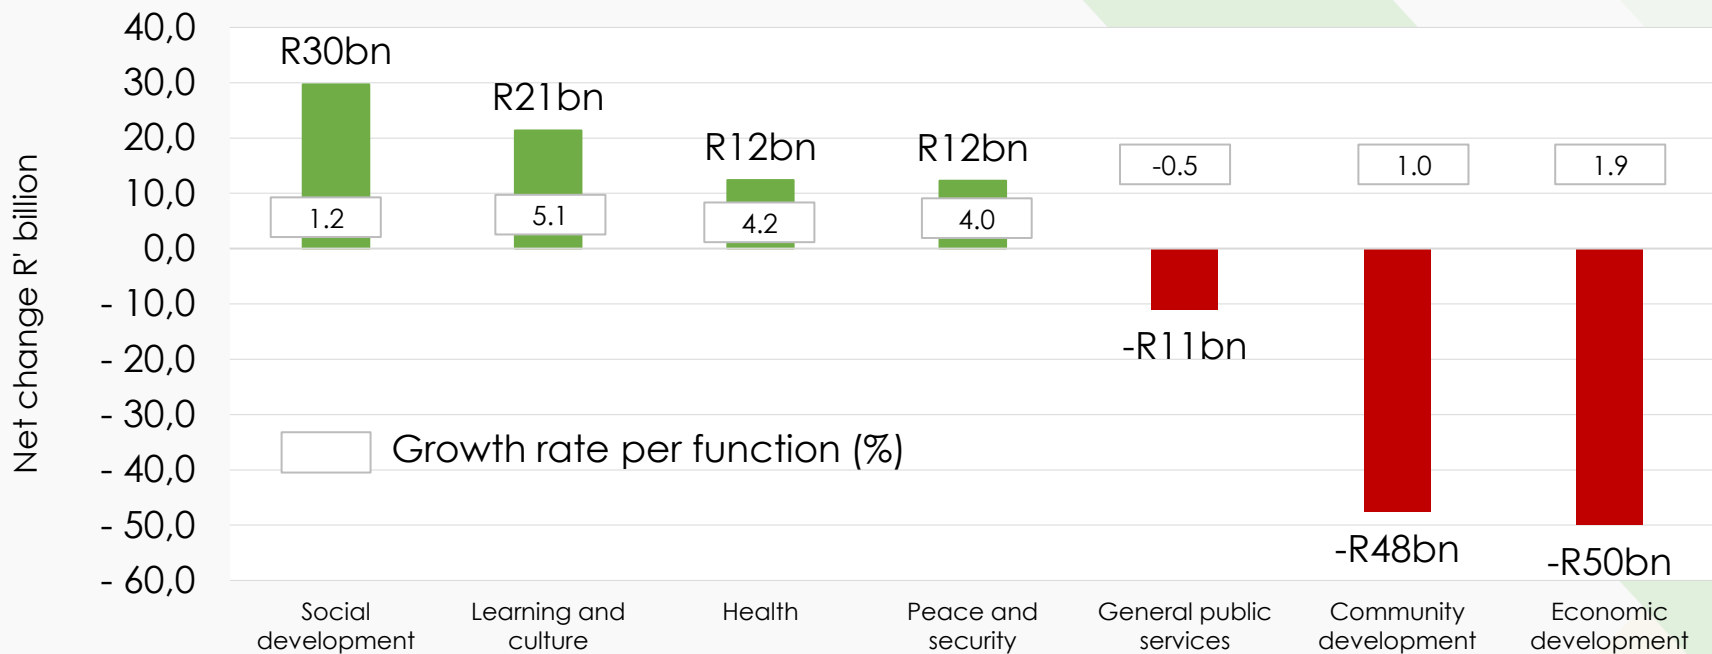 Net change R' billion
40,0
30,0
20,0
10,0
0,0
- 10,0
- 20,0
- 30,0
- 40,0
- 50,0
- 60,0
R30bn
R21bn
R12bn
R12bn
-R11bn
-R48bn
-R50bn
1.2
5.1
4.2
4.0
-0.5
1.0
1.9
Growth rate per function (%)
Social
development
Learning and
culture
Health
Peace and
security
General public
services
Community
development
Economic
development